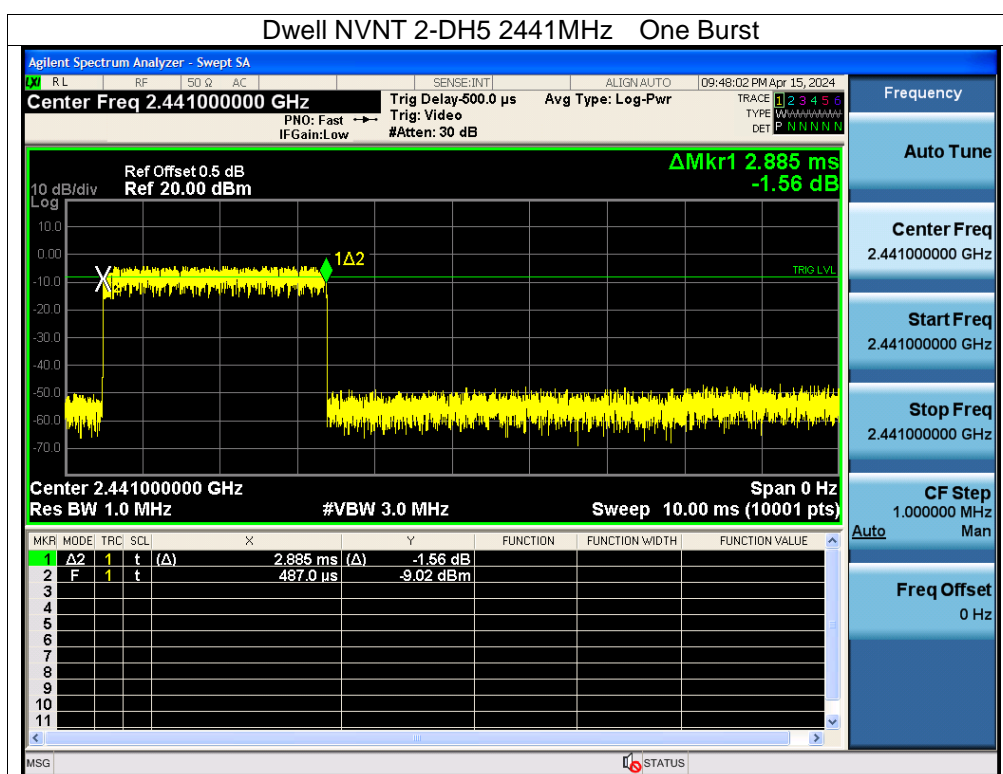 Dwell NVNT 2-DH5 2441MHz One Burst
Agilent Spectrum Analyzer - Swept SA
LXI RL RF 50 Ω AC SENSE:INT ALIGN AUTO 09:48:02 PM Apr 15, 2024
Center Freq 2.441000000 GHz
PNO: Fast
IFGain:Low
Trig Delay-500.0 µs
Trig: Video
#Atten: 30 dB
Avg Type: Log-Pwr
TRACE 1 2 3 4 5 6
TYPE W
DET P N N N N N
ΔMkr1 2.885 ms
-1.56 dB
Ref Offset 0.5 dB
10 dB/div Ref 20.00 dBm
Log
10.0
0.00
-10.0
-20.0
-30.0
-40.0
-50.0
-60.0
-70.0
1Δ2
TRIG LVL
Center 2.441000000 GHz Span 0 Hz
Res BW 1.0 MHz #VBW 3.0 MHz Sweep 10.00 ms (10001 pts)
MKR MODE TRC SCL X Y FUNCTION FUNCTION WIDTH FUNCTION VALUE
1 Δ2 1 t (Δ) 2.885 ms (Δ) -1.56 dB
2 F 1 t 487.0 µs -9.02 dBm
3
4
5
6
7
8
9
10
11
MSG STATUS
Frequency
Auto Tune
Center Freq
2.441000000 GHz
Start Freq
2.441000000 GHz
Stop Freq
2.441000000 GHz
CF Step
1.000000 MHz
Auto Man
Freq Offset
0 Hz